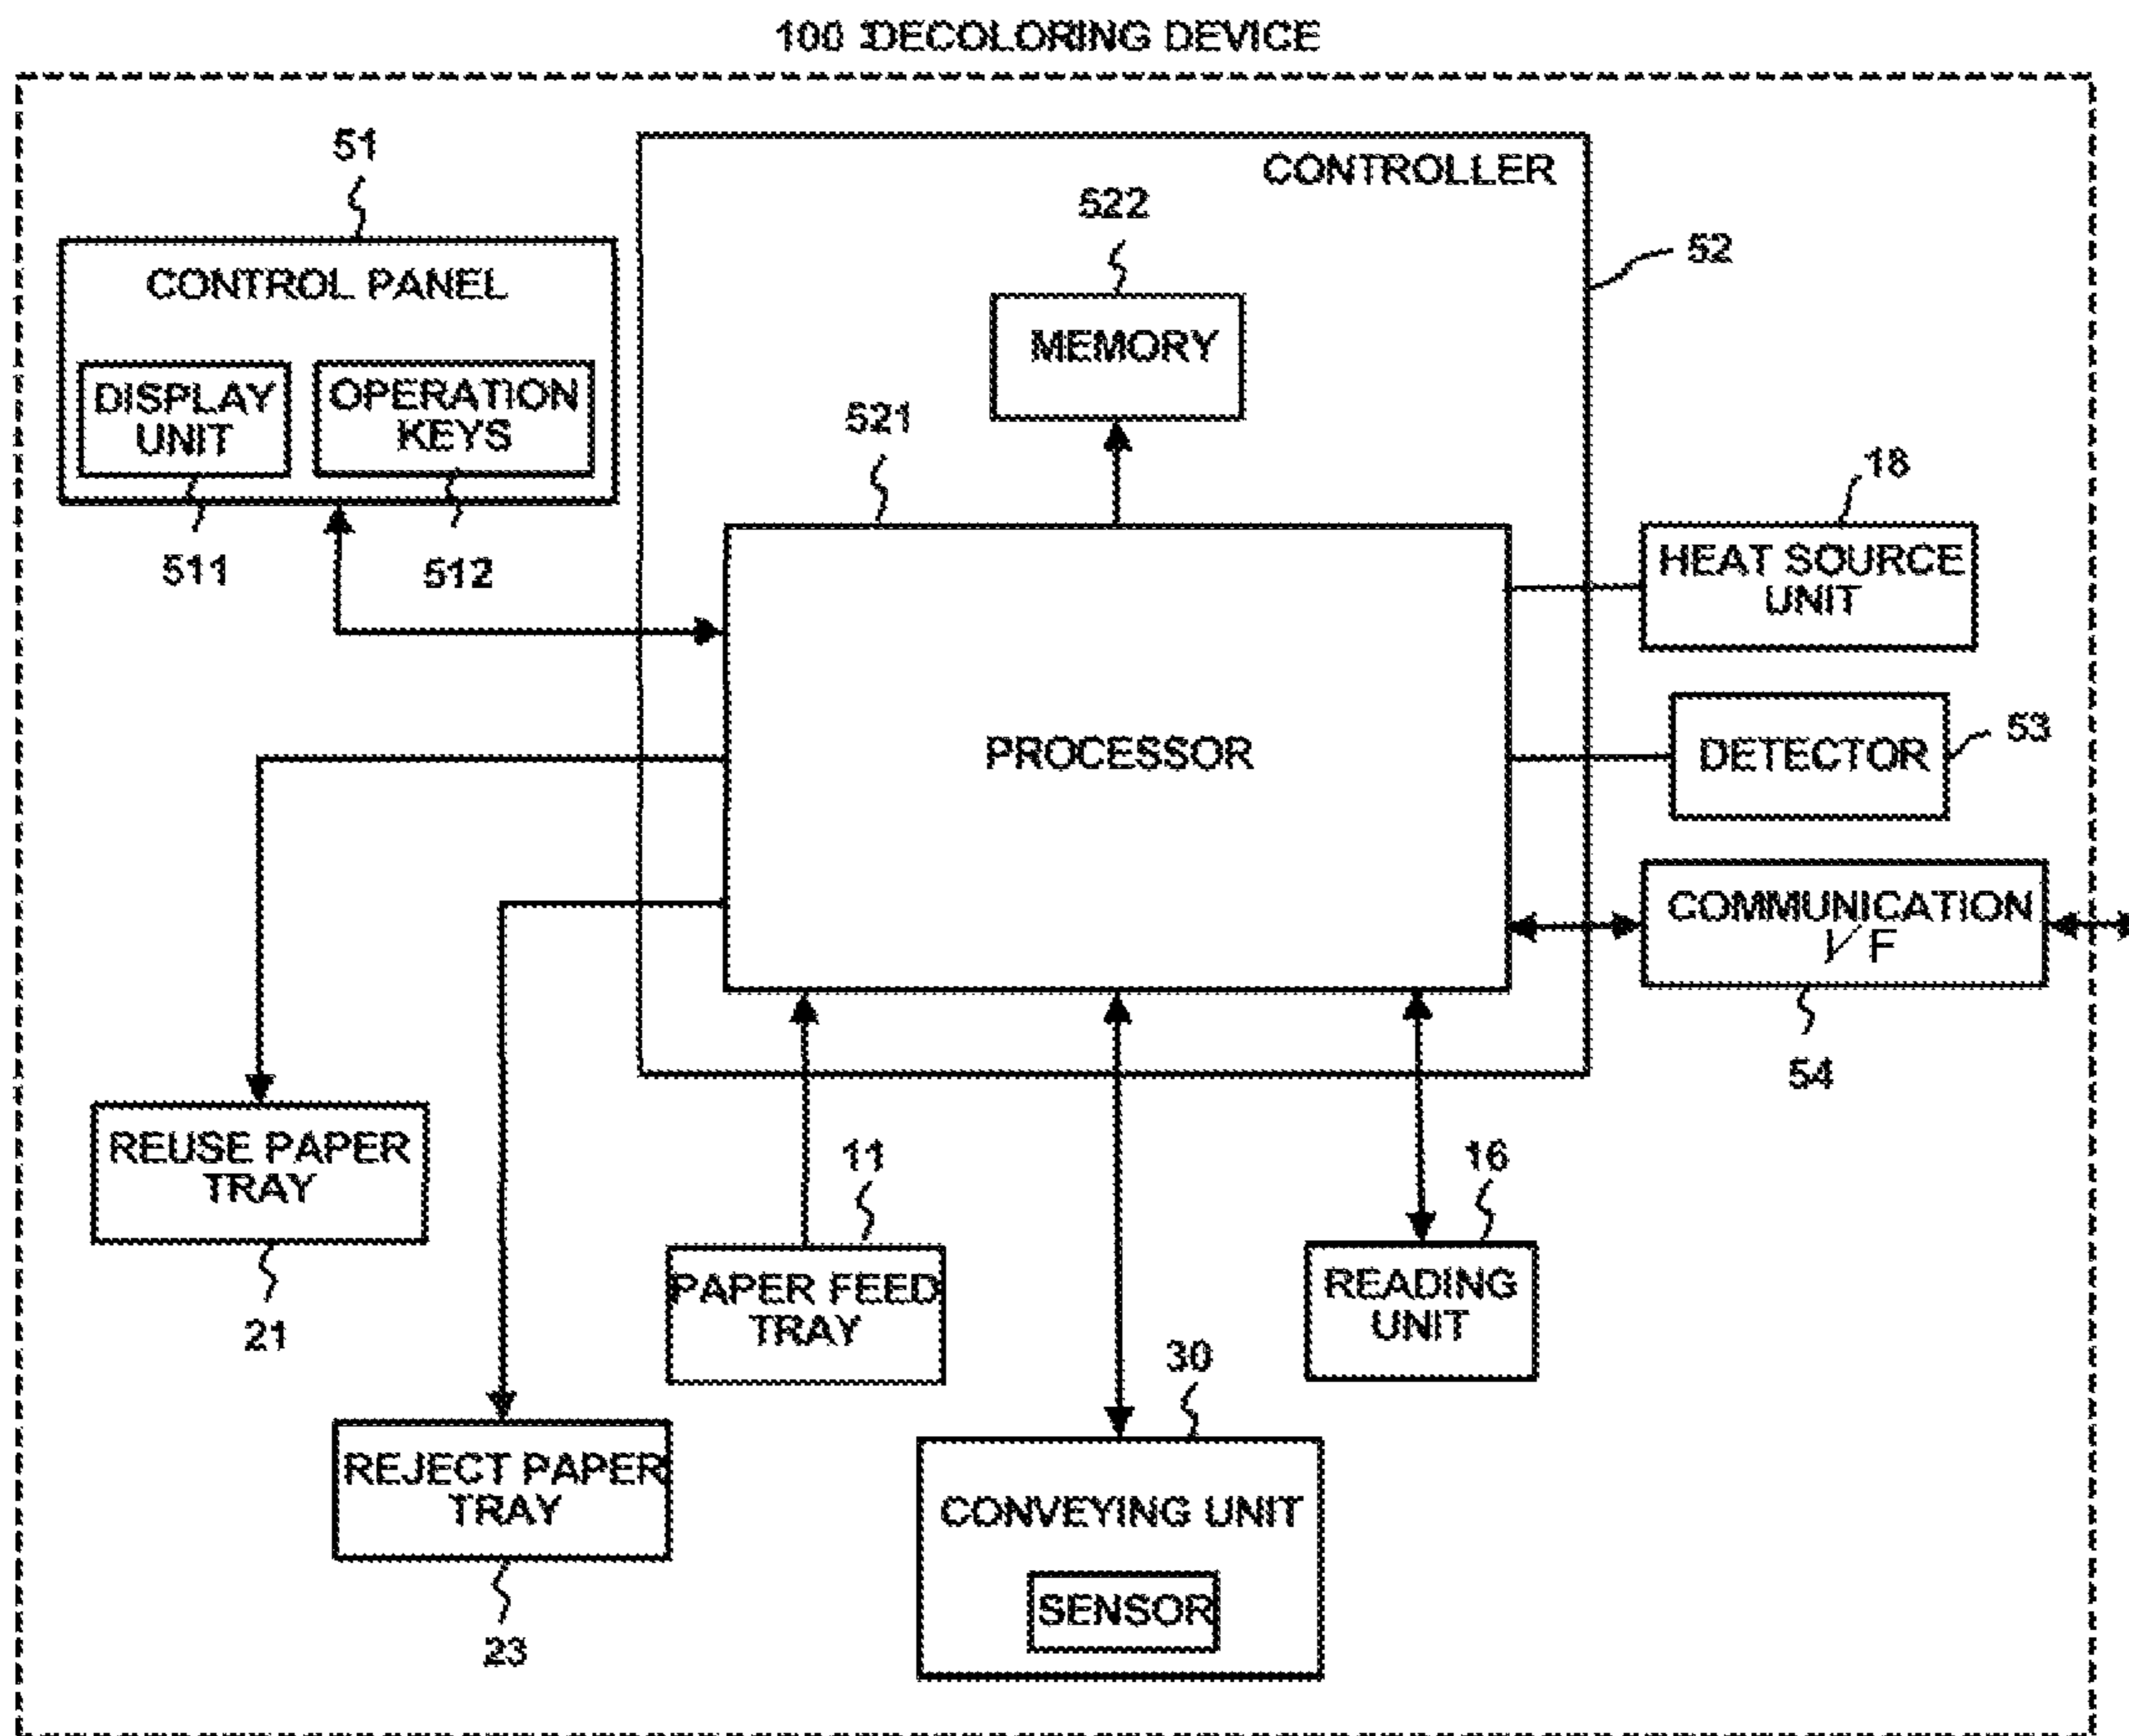 100 :DECOLORING DEVICE
51
CONTROL PANEL
DISPLAY
UNIT
OPERATION
KEYS
511
512
CONTROLLER
52
522
MEMORY
521
PROCESSOR
18
HEAT SOURCE
UNIT
DETECTOR
53
COMMUNICATION
I/F
54
REUSE PAPER
TRAY
21
REJECT PAPER
TRAY
23
11
PAPER FEED
TRAY
30
CONVEYING UNIT
SENSOR
16
READING
UNIT